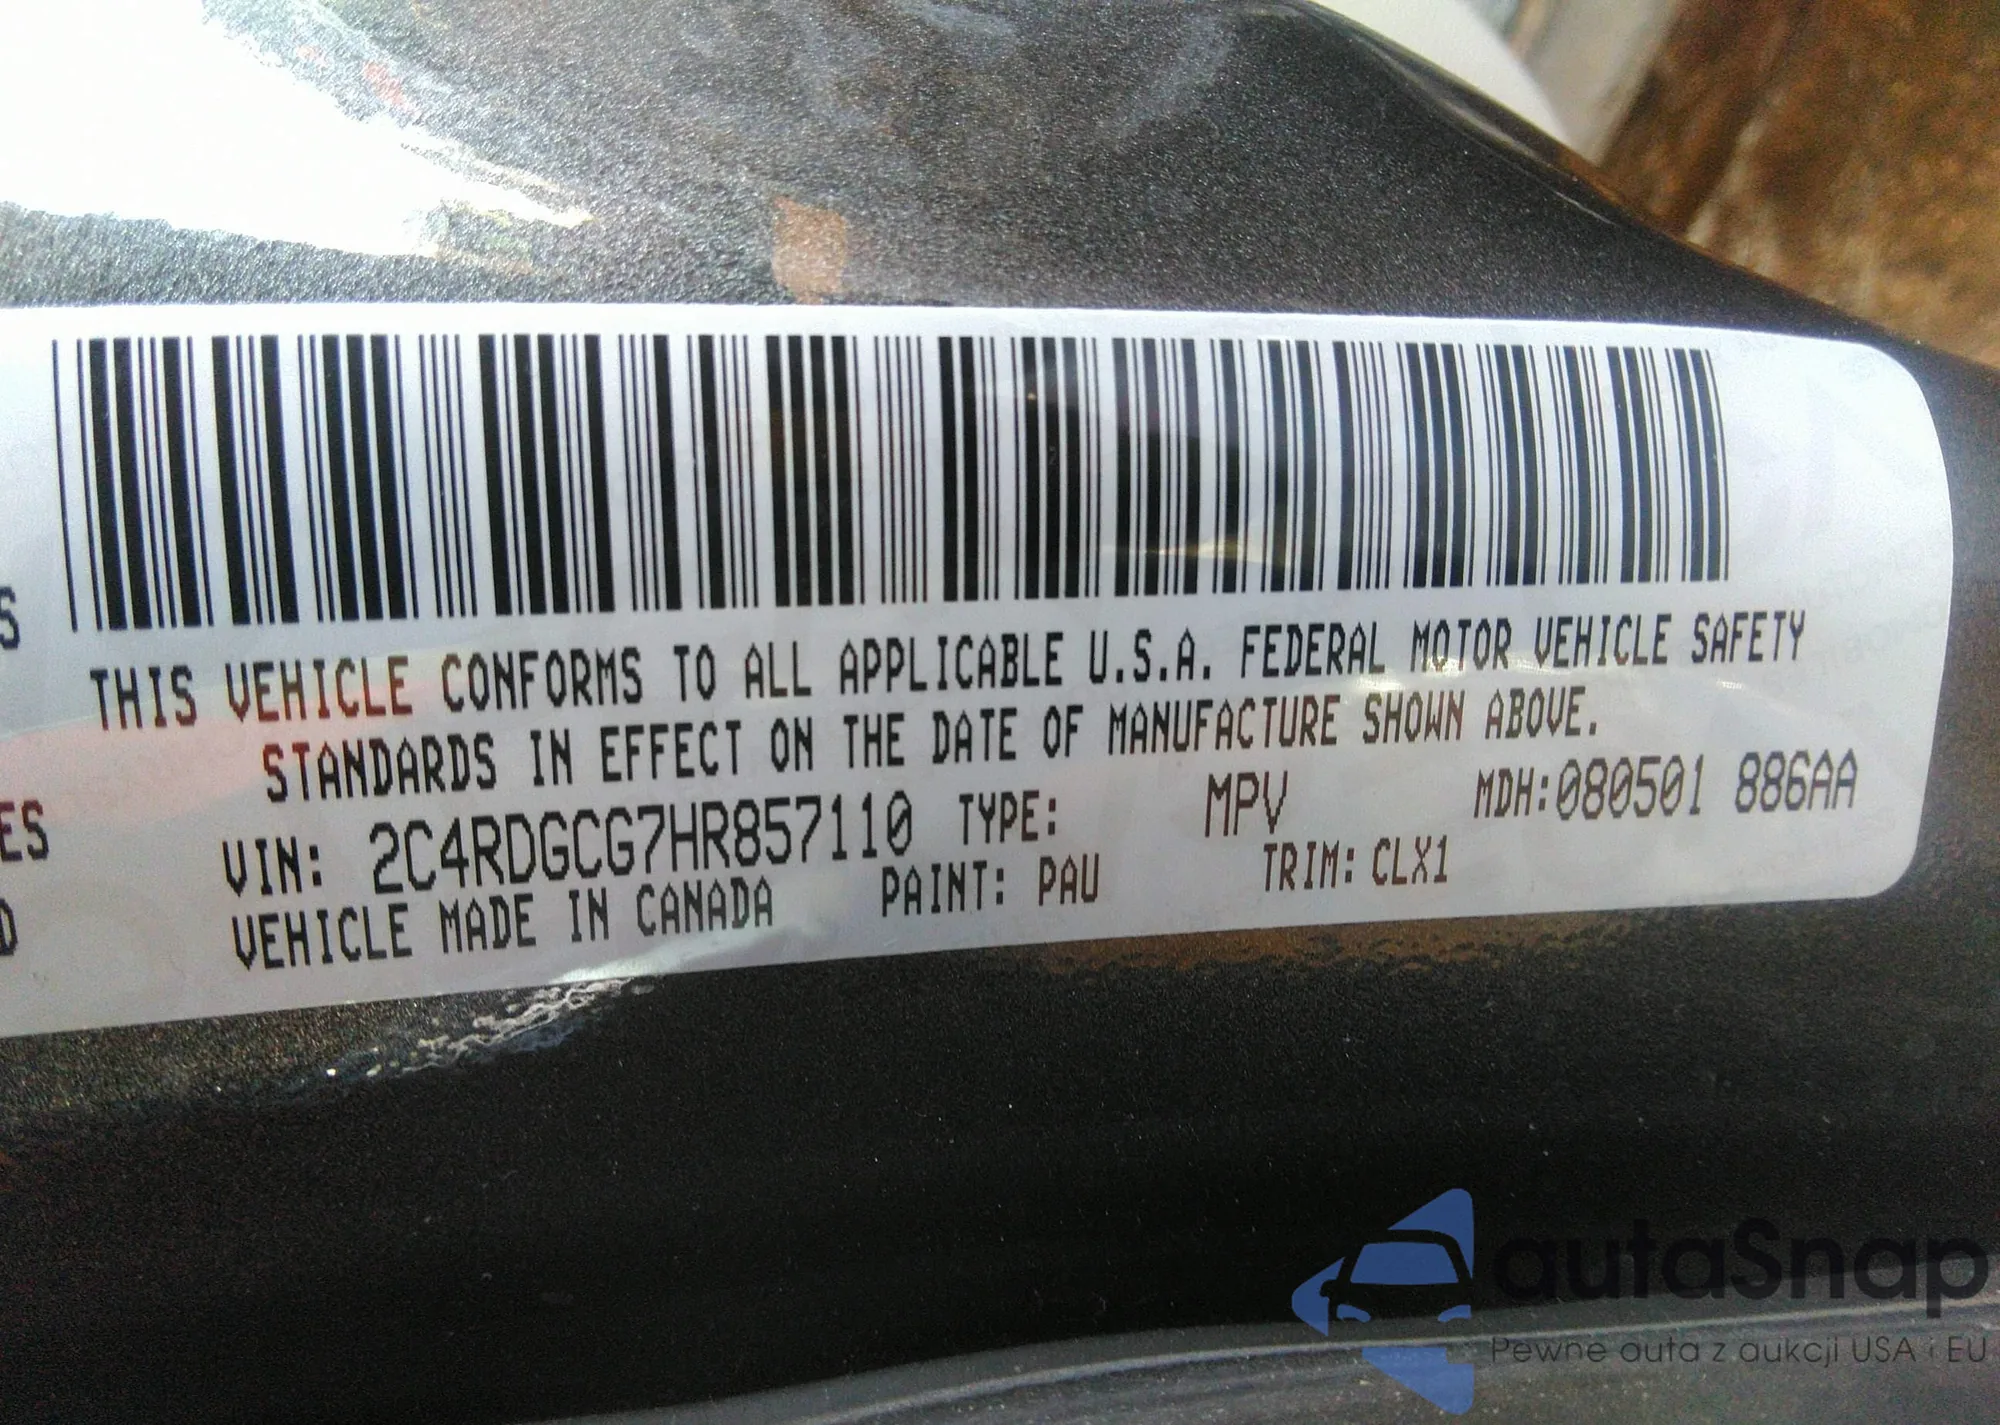 S
THIS VEHICLE CONFORMS TO ALL APPLICABLE U.S.A. FEDERAL MOTOR VEHICLE SAFETY
STANDARDS IN EFFECT ON THE DATE OF MANUFACTURE SHOWN ABOVE.
ES
VIN: 2C4RDGCG7HR857110 TYPE: MPV MDH:080501 886AA
D
VEHICLE MADE IN CANADA PAINT: PAU TRIM: CLX1
autaSnap
Pewne auta z aukcji USA i EU